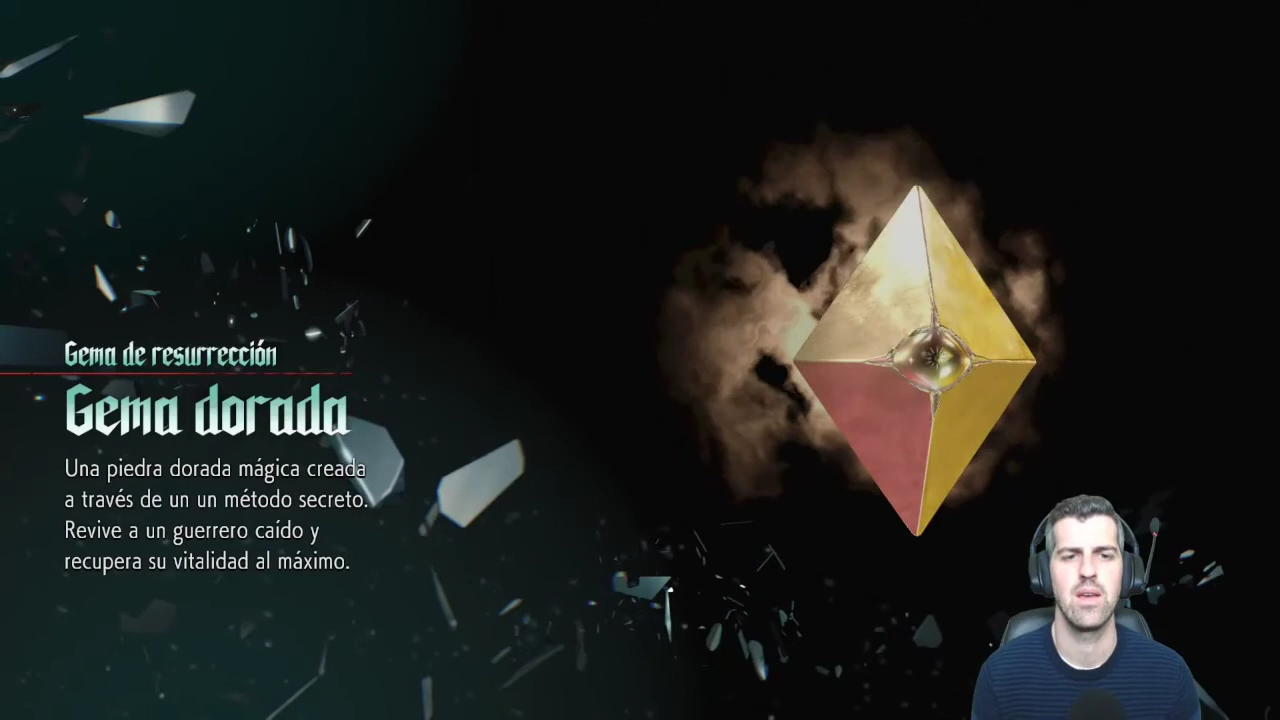 Gema de resurrección
Gema dorada
Una piedra dorada mágica creada
a través de un un método secreto.
Revive a un guerrero caído y
recupera su vitalidad al máximo.